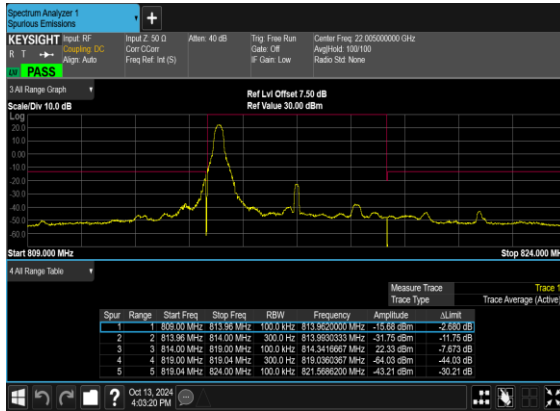 Spectrum Analyzer 1
Spurious Emissions
KEYSIGHT Input: RF Input Z: 50 Ω Atten: 40 dB Trig: Free Run Center Freq: 22.005000000 GHz
R T Coupling: DC Corr CCorr Gate: Off Avg|Hold: 100/100
Align: Auto Freq Ref: Int (S) IF Gain: Low Radio Std: None
PASS
3 All Range Graph
Ref Lvl Offset 7.50 dB
Scale/Div 10.0 dB Ref Value 30.00 dBm
Log
20.0
10.0
0.00
-10.0
-20.0
-30.0
-40.0
-50.0
-60.0
Start 809.000 MHz Stop 824.000 MH
4 All Range Table
Measure Trace Trace 1
Trace Type Trace Average (Active)
Spur Range Start Freq Stop Freq RBW Frequency Amplitude ΔLimit
1 1 809.00 MHz 813.96 MHz 100.0 kHz 813.9620000 MHz -15.68 dBm -2.680 dB
2 2 813.96 MHz 814.00 MHz 300.0 Hz 813.9930333 MHz -31.75 dBm -11.75 dB
3 3 814.00 MHz 819.00 MHz 100.0 kHz 814.3416667 MHz 22.33 dBm -7.673 dB
4 4 819.00 MHz 819.04 MHz 300.0 Hz 819.0360367 MHz -64.03 dBm -44.03 dB
5 5 819.04 MHz 824.00 MHz 100.0 kHz 821.5686200 MHz -43.21 dBm -30.21 dB
Oct 13, 2024
4:03:20 PM